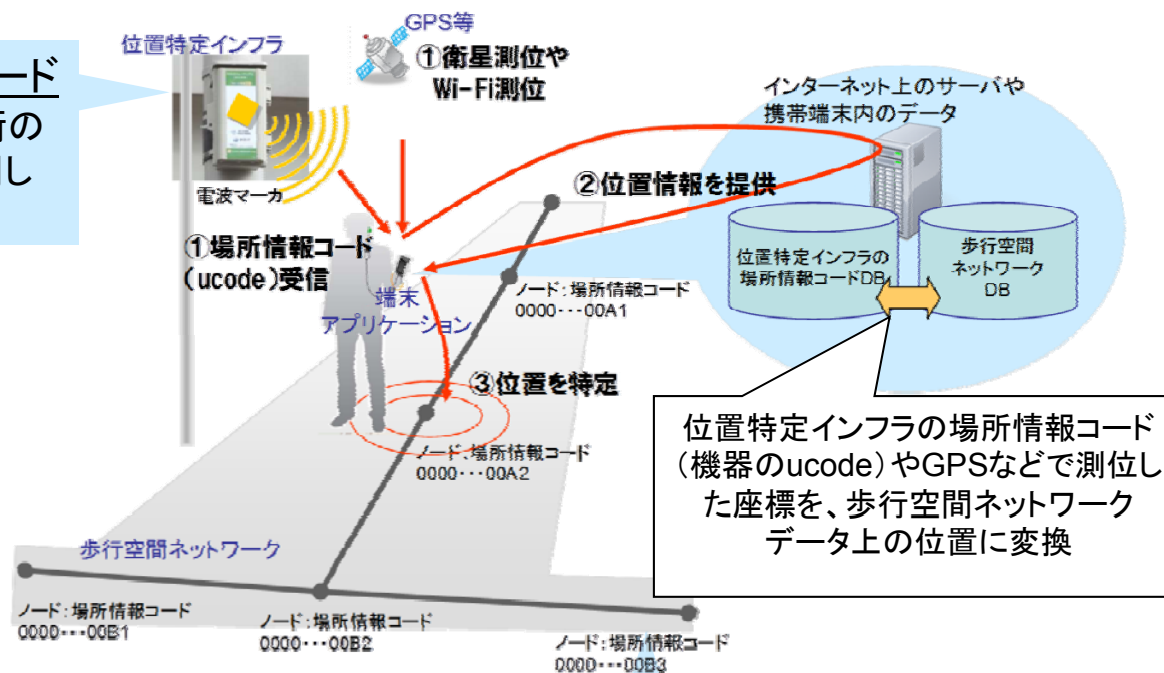 位置特定インフラ
GPS等
①衛星測位や
Wi-Fi測位
ード
の
し
電波マーカ
インターネット上のサーバや
携帯端末内のデータ
②位置情報を提供
①場所情報コード
（ucode）受信
端末
アプリケーション
位置特定インフラの
場所情報コードDB
歩行空間
ネットワーク
DB
ノード：場所情報コード
0000･･･00A1
③位置を特定
ノード：場所情報コード
0000･･･00A2
位置特定インフラの場所情報コード
（機器のucode）やGPSなどで測位し
た座標を、歩行空間ネットワーク
データ上の位置に変換
歩行空間ネットワーク
ノード：場所情報コード
0000･･･00B1
ノード：場所情報コード
0000･･･00B2
ノード：場所情報コード
0000･･･00B3